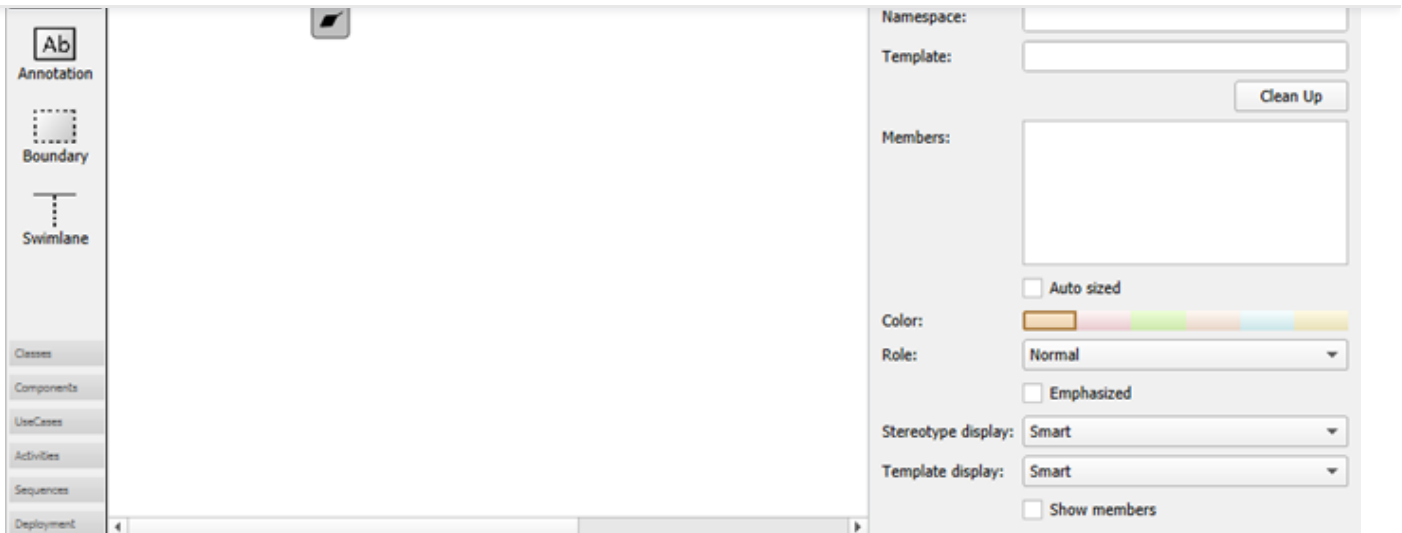 Ab
Annotation
Boundary
Swimlane
Classes
Components
UseCases
Activities
Sequences
Deployment
Namespace:
Template:
Clean Up
Members:
Auto sized
Color:
Role:
Normal
Emphasized
Stereotype display:
Smart
Template display:
Smart
Show members